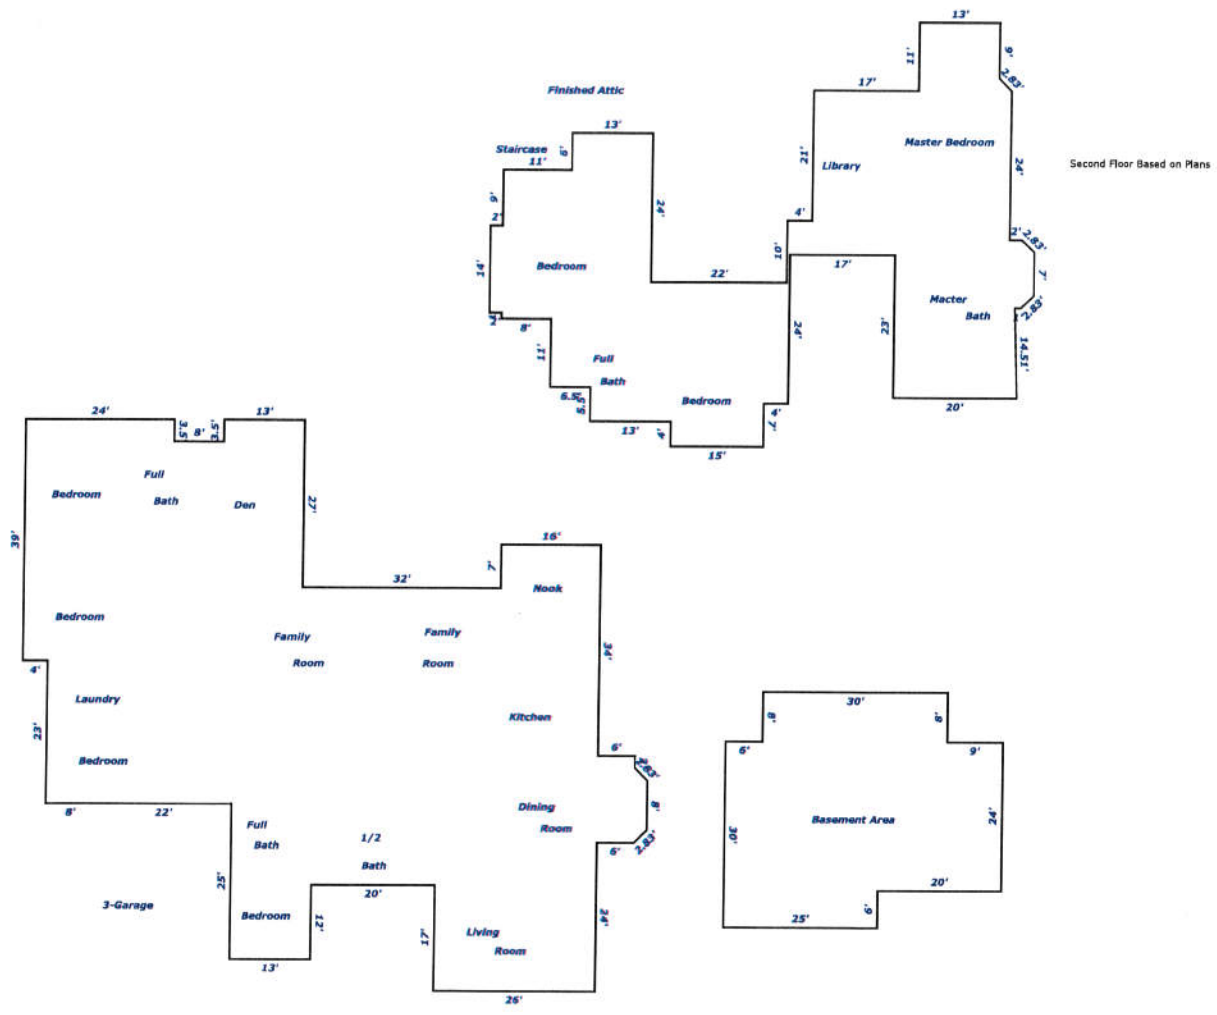 13'
11'
9'
2.83'
17'
Finished Attic
13'
Staircase
11'
9'
Master Bedroom
Library
21'
24'
Second Floor Based on Plans
9'
2'
24'
4'
2'
2.83'
14'
Bedroom
22'
10'
17'
7'
Macter
Bath
2.83'
2'
8'
11'
Full
Bath
24'
23'
14.51'
6.5'
5.5'
Bedroom
4'
7'
20'
13'
4'
15'
24'
3.5'
8'
3.5'
13'
Full
Bath
Bedroom
Den
27'
39'
16'
7'
32'
Nook
Bedroom
Family
Room
Family
Room
34'
4'
Laundry
Kitchen
23'
Bedroom
6'
2.83'
8'
22'
Dining
Room
8'
Full
Bath
1/2
Bath
6'
2.83'
25'
20'
3-Garage
Bedroom
12'
17'
Living
Room
24'
13'
26'
30'
8'
8'
6'
9'
30'
Basement Area
24'
20'
25'
6'